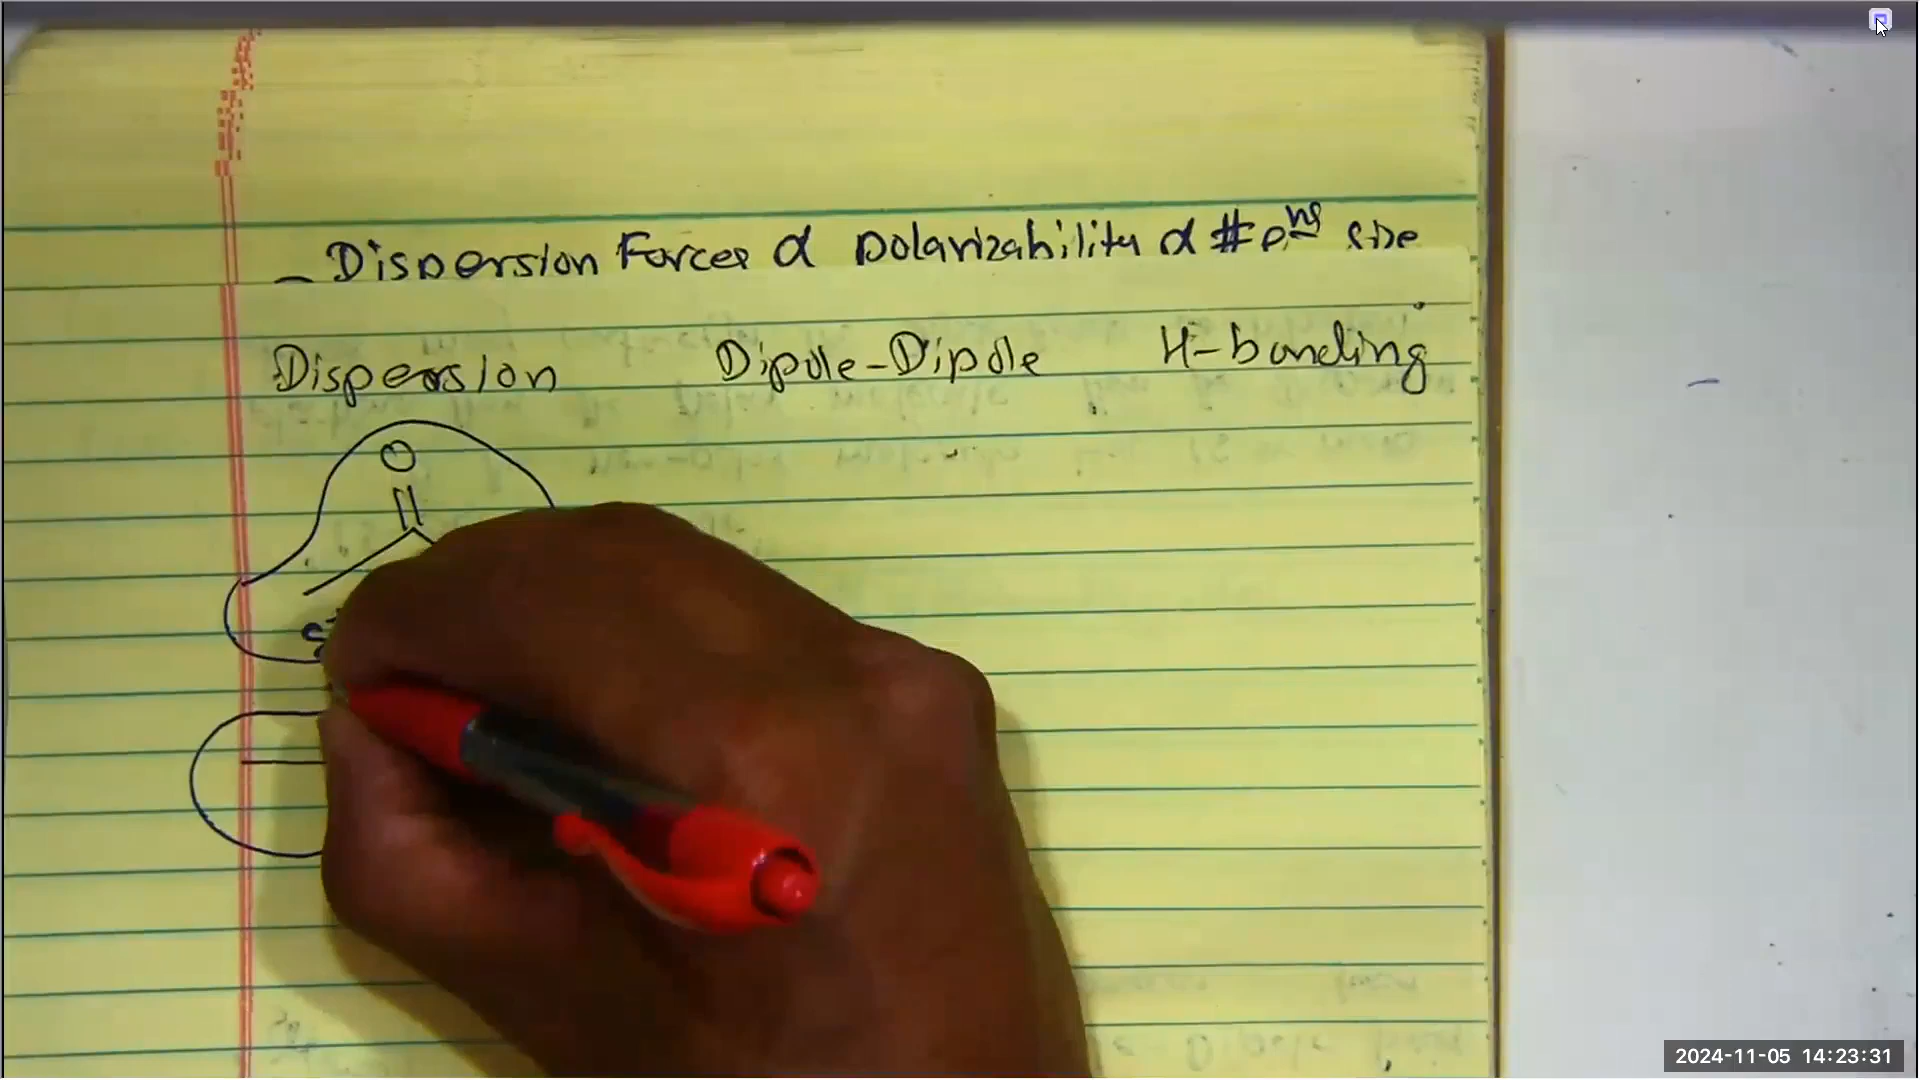 - Dispersion Forces α polarizability α # e ns size
Dispersion Dipole-Dipole H-bonding
O
2024-11-05 14:23:31